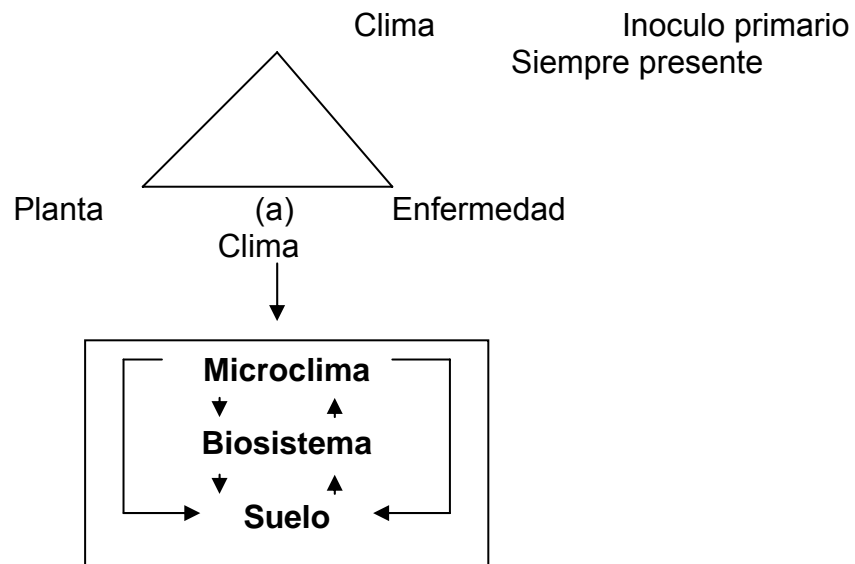 Clima Inoculo primario
Siempre presente
Planta (a) Enfermedad
Clima
Microclima
Biosistema
Suelo